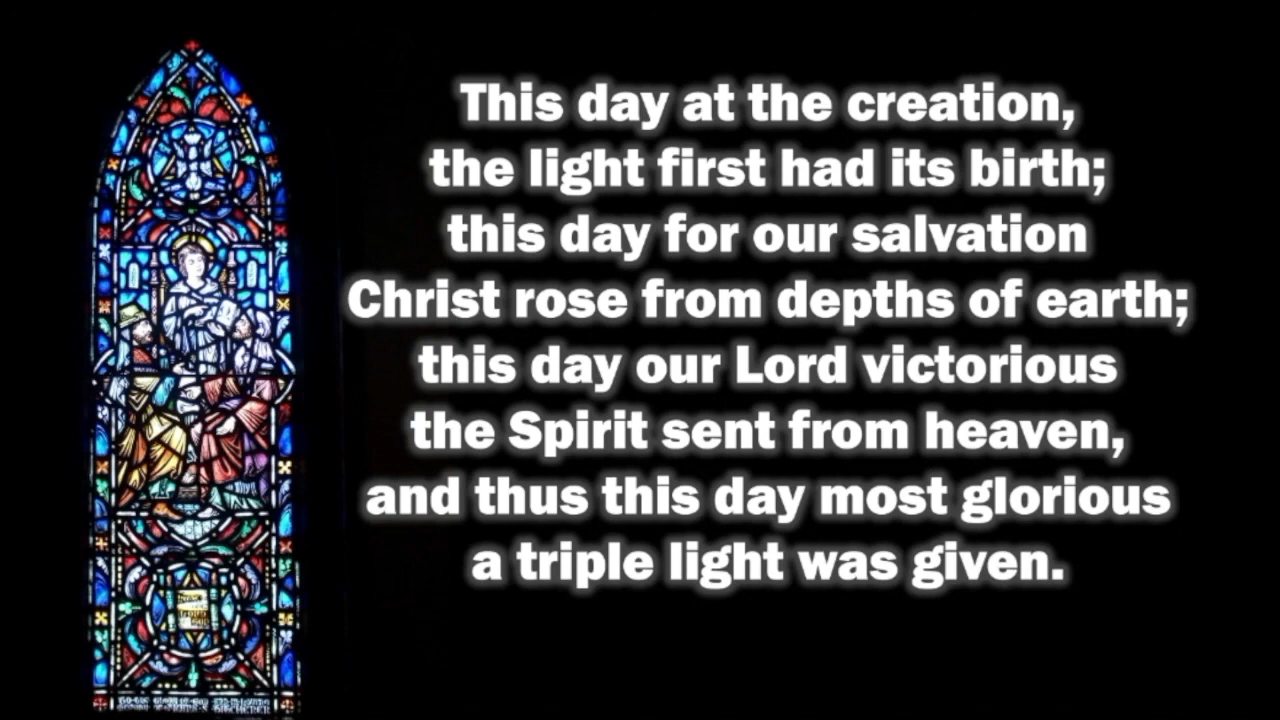 This day at the creation,
the light first had its birth;
this day for our salvation
Christ rose from depths of earth;
this day our Lord victorious
the Spirit sent from heaven,
and thus this day most glorious
a triple light was given.